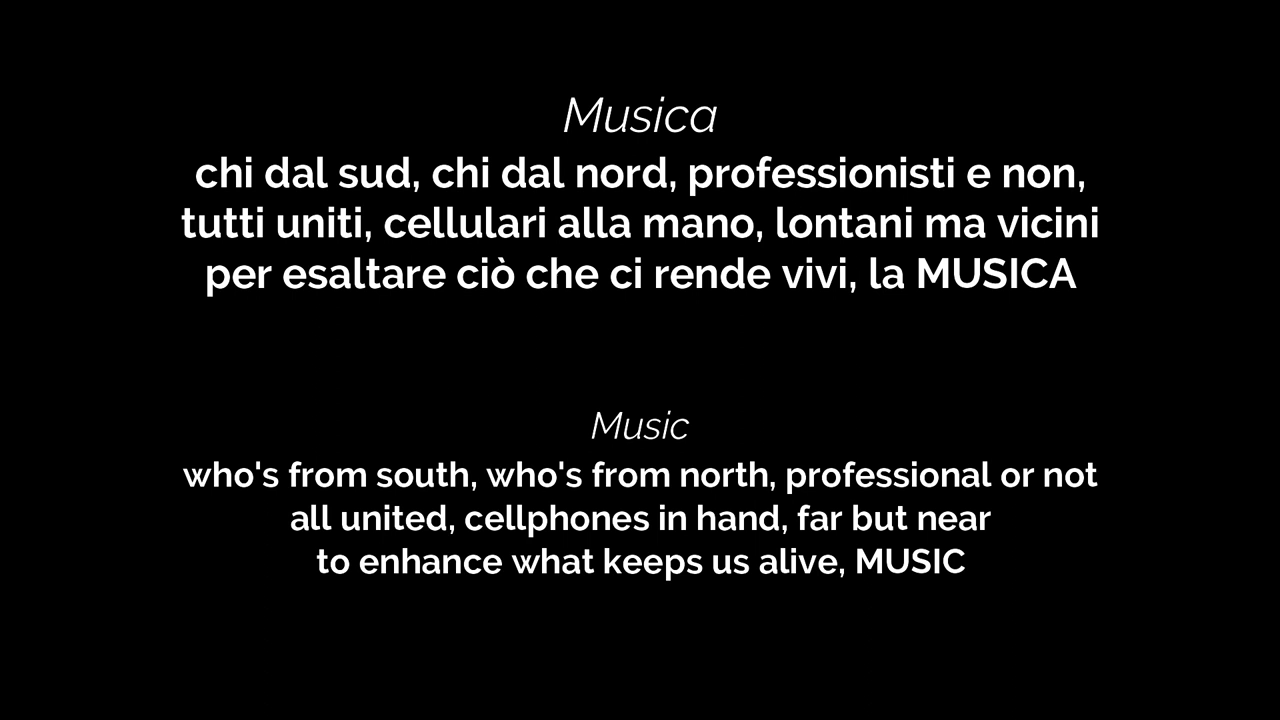 Musica
chi dal sud, chi dal nord, professionisti e non,
tutti uniti, cellulari alla mano, lontani ma vicini
per esaltare ciò che ci rende vivi, la MUSICA
Music
who's from south, who's from north, professional or not
all united, cellphones in hand, far but near
to enhance what keeps us alive, MUSIC